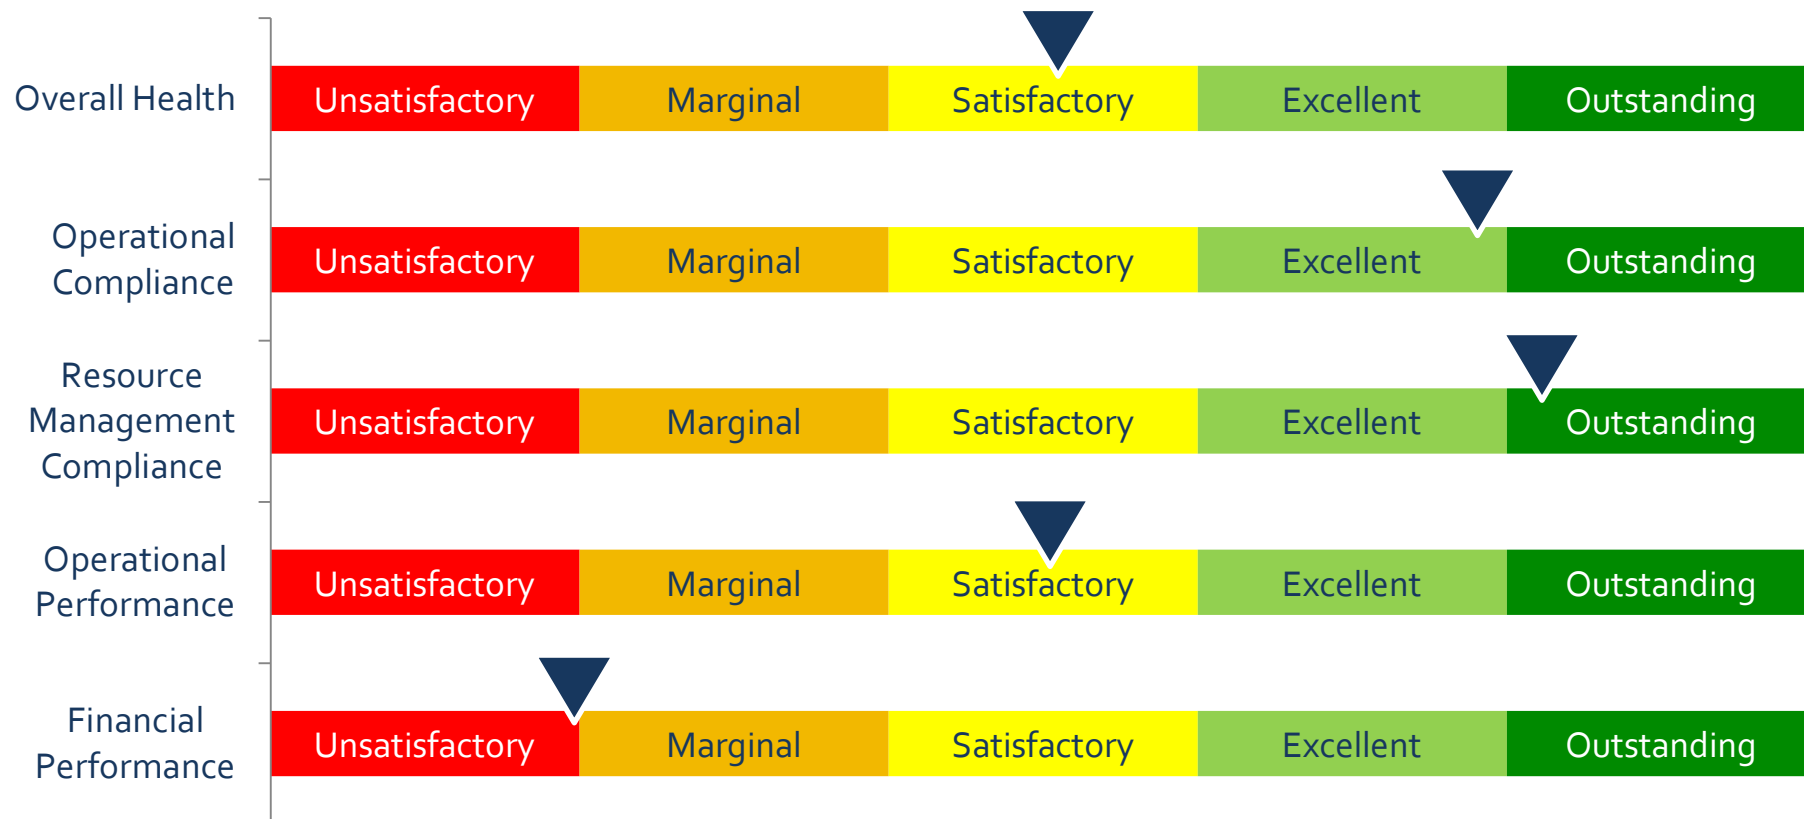 Overall Health
Unsatisfactory Marginal Satisfactory Excellent Outstanding
Operational
Compliance
Unsatisfactory Marginal Satisfactory Excellent Outstanding
Resource
Management
Compliance
Unsatisfactory Marginal Satisfactory Excellent Outstanding
Operational
Performance
Unsatisfactory Marginal Satisfactory Excellent Outstanding
Financial
Performance
Unsatisfactory Marginal Satisfactory Excellent Outstanding